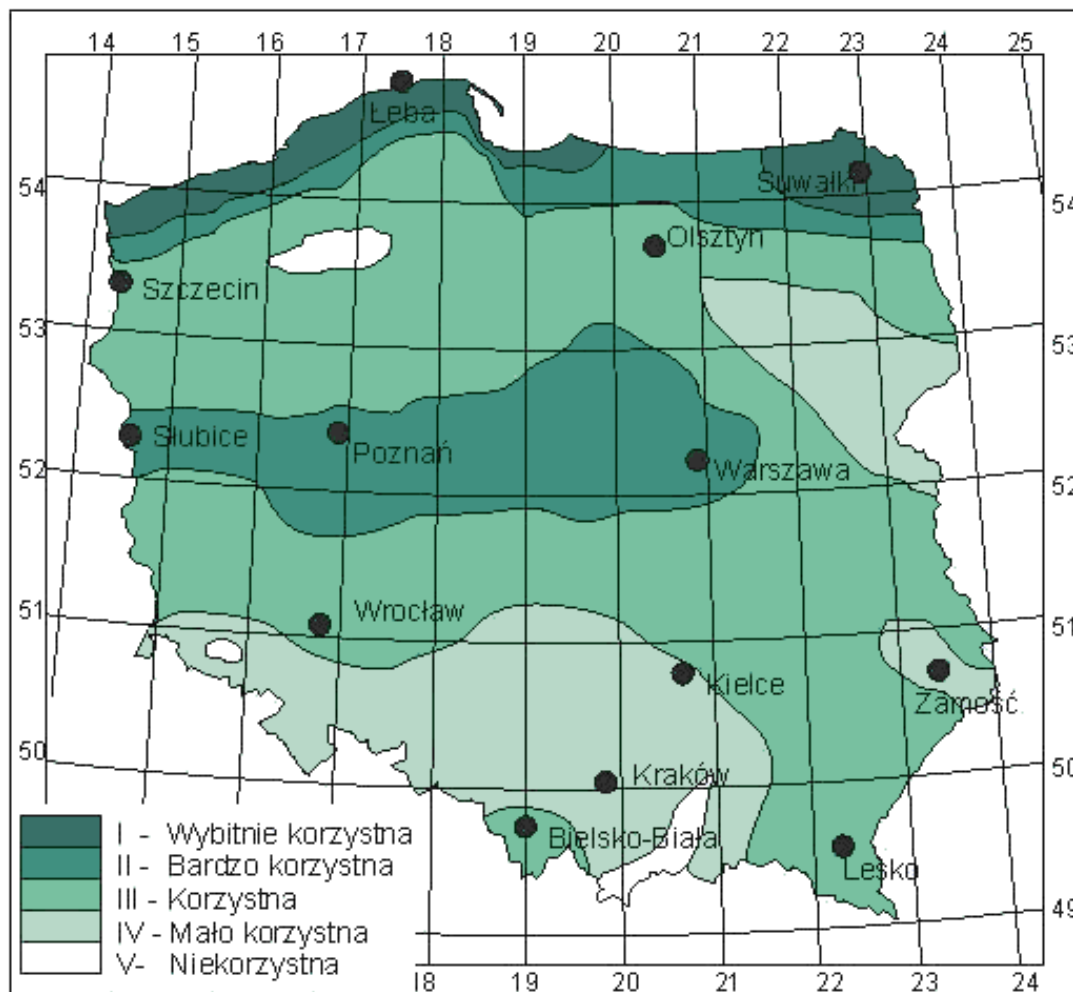 14 15 16 17 18 19 20 21 22 23 24 25
Łeba
54
Suwałki
54
Olsztyn
Szczecin
53
53
Słubice
Poznań
Warszawa
52
52
51
Wrocław
51
Kielce
Zamość
50
Kraków
50
I - Wybitnie korzystna
Bielsko-Biała
II - Bardzo korzystna
Lesko
III - Korzystna
49
IV - Mało korzystna
V- Niekorzystna
18 19 20 21 22 23 24